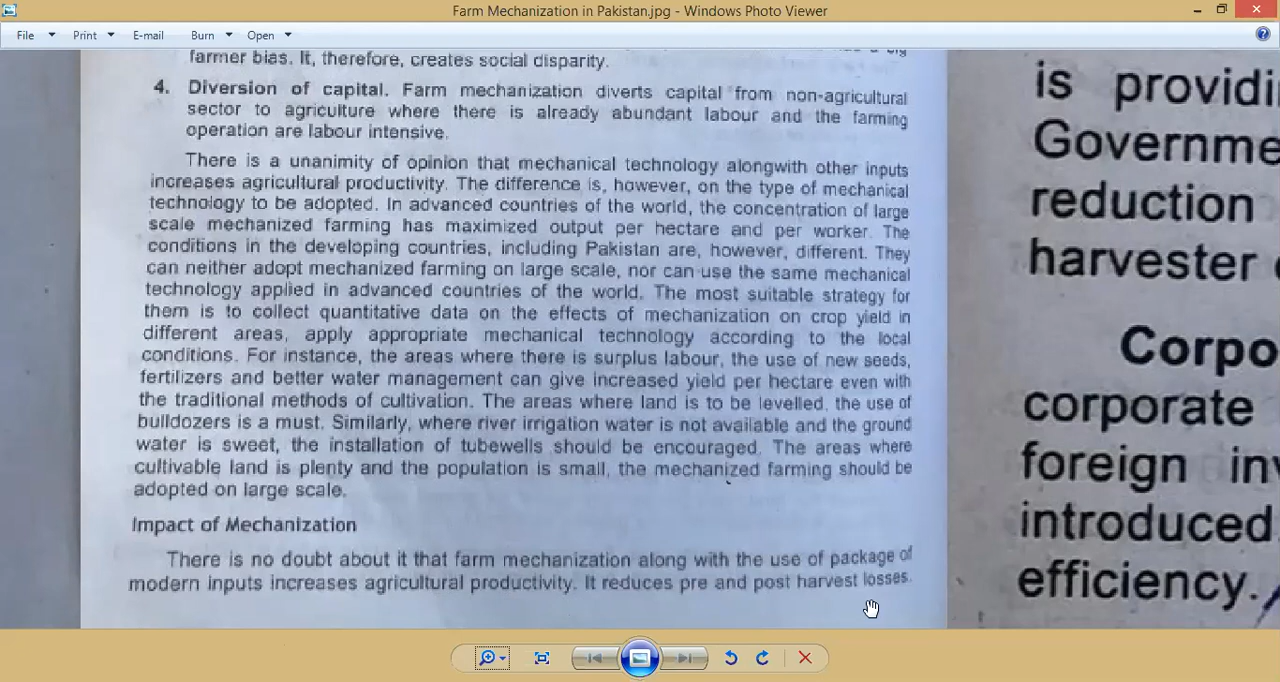 Farm Mechanization in Pakistan.jpg - Windows Photo Viewer
File Print E-mail Burn Open
farmer bias. It, therefore, creates social disparity.
4. Diversion of capital. Farm mechanization diverts capital from non-agricultural
sector to agriculture where there is already abundant labour and the farming
operation are labour intensive.
There is a unanimity of opinion that mechanical technology alongwith other inputs
increases agricultural productivity. The difference is, however, on the type of mechanical
technology to be adopted. In advanced countries of the world, the concentration of large
scale mechanized farming has maximized output per hectare and per worker. The
conditions in the developing countries, including Pakistan are, however, different. They
can neither adopt mechanized farming on large scale, nor can use the same mechanical
technology applied in advanced countries of the world. The most suitable strategy for
them is to collect quantitative data on the effects of mechanization on crop yield in
different areas, apply appropriate mechanical technology according to the local
conditions. For instance, the areas where there is surplus labour, the use of new seeds,
fertilizers and better water management can give increased yield per hectare even with
the traditional methods of cultivation. The areas where land is to be levelled, the use of
bulldozers is a must. Similarly, where river irrigation water is not available and the ground
water is sweet, the installation of tubewells should be encouraged. The areas where
cultivable land is plenty and the population is small, the mechanized farming should be
adopted on large scale.
Impact of Mechanization
There is no doubt about it that farm mechanization along with the use of package of
modern inputs increases agricultural productivity. It reduces pre and post harvest losses.
is providi
Governme
reduction
harvester
Corpo
corporate
foreign inv
introduced
efficiency.